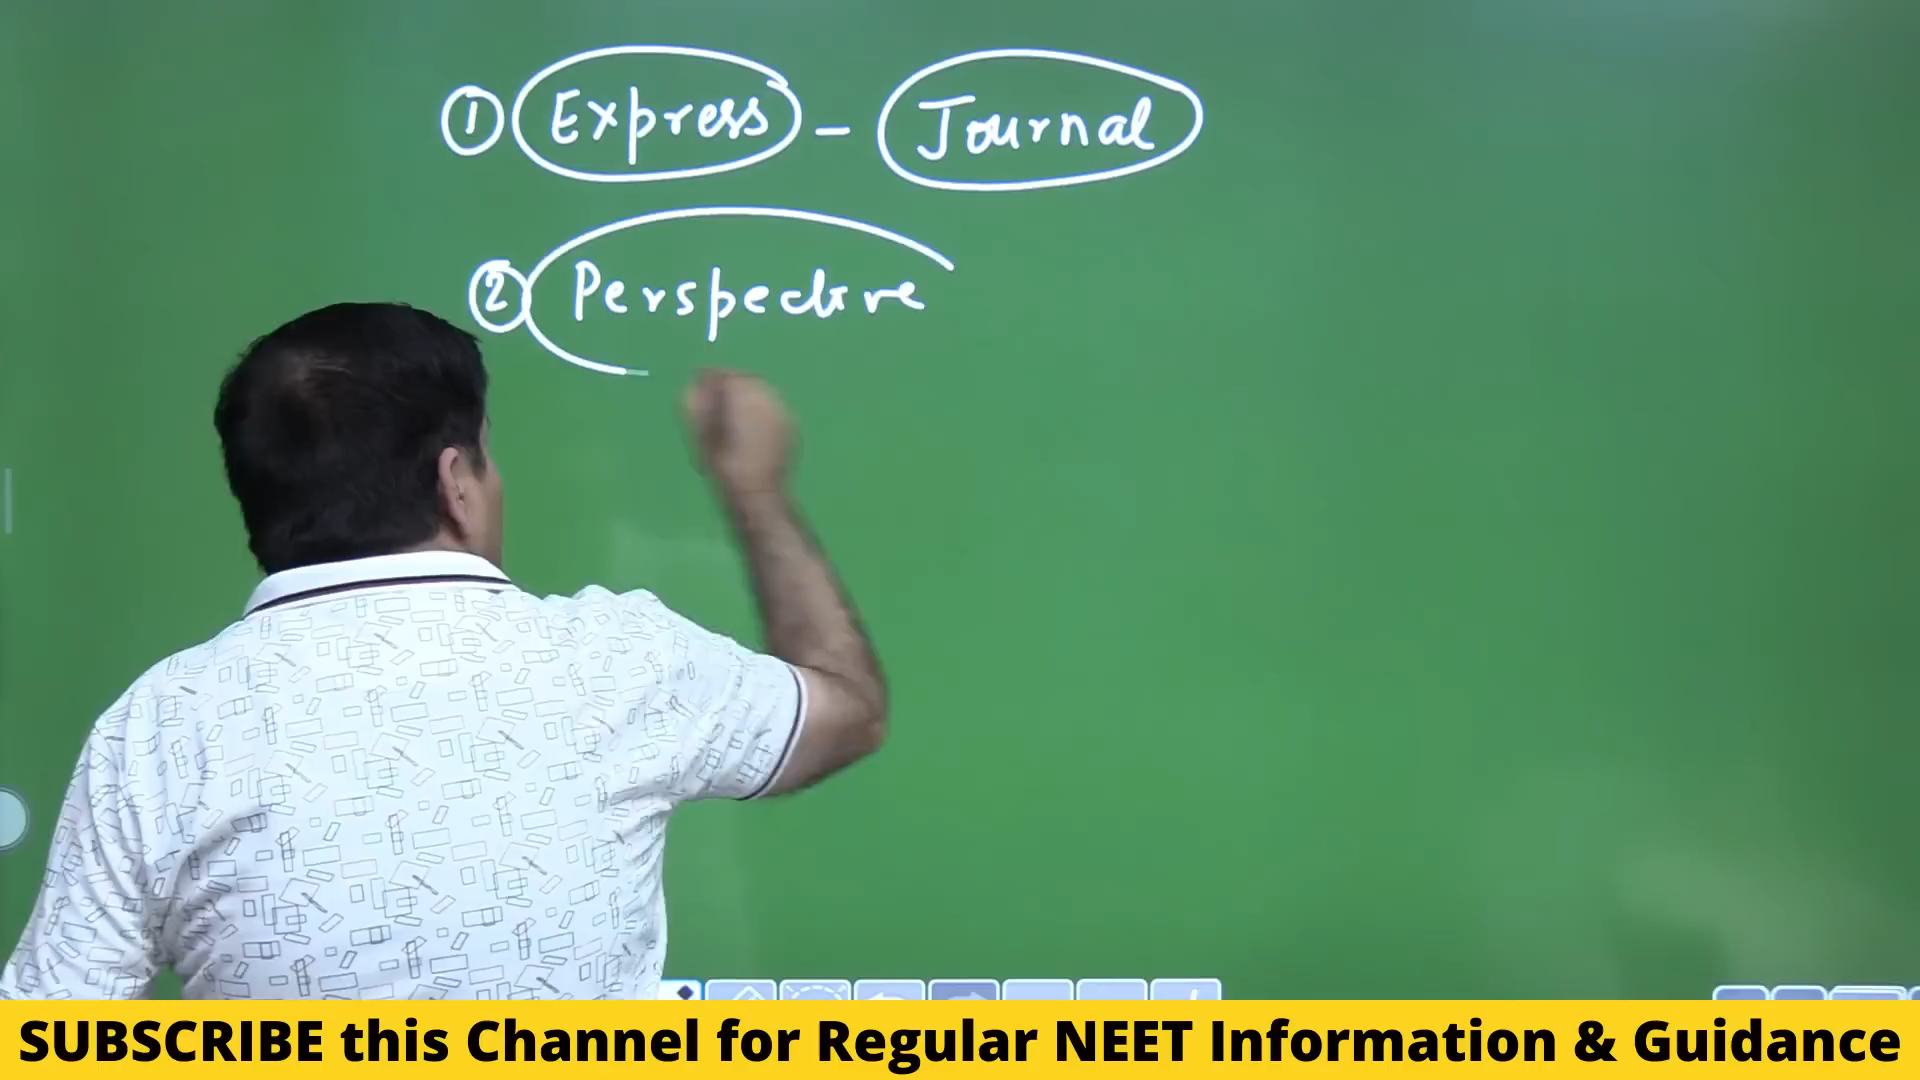 ① Express - Journal
② Perspective
SUBSCRIBE this Channel for Regular NEET Information & Guidance